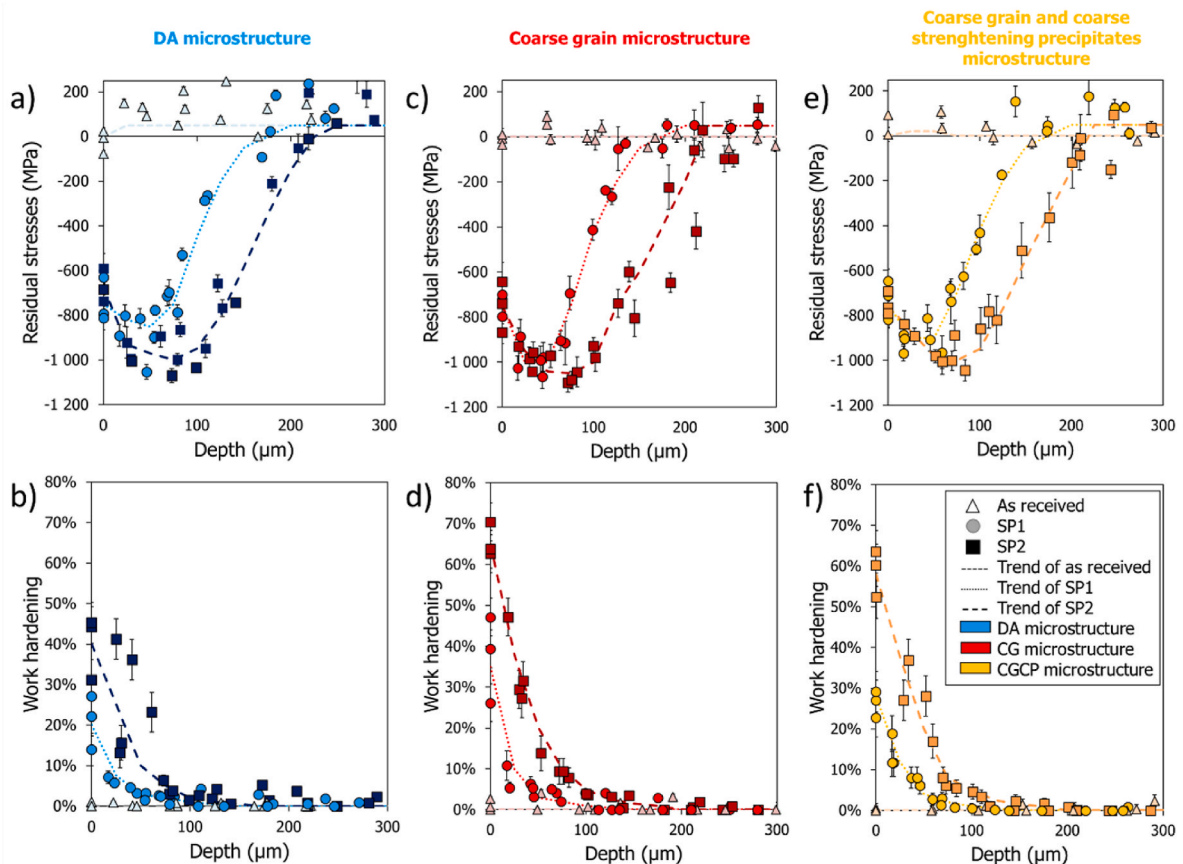 DA microstructure
Coarse grain microstructure
Coarse grain and coarse
strenghtening precipitates
microstructure
a)
200
0
-200
-400
-600
-800
-1 000
-1 200
Residual stresses (MPa)
0
100
200
300
Depth (µm)
c)
200
0
-200
-400
-600
-800
-1 000
-1 200
Residual stresses (MPa)
0
100
200
300
Depth (µm)
e)
200
0
-200
-400
-600
-800
-1 000
-1 200
Residual stresses (MPa)
0
100
200
300
Depth (µm)
b)
80%
70%
60%
50%
40%
30%
20%
10%
0%
Work hardening
0
100
200
300
Depth (µm)
d)
80%
70%
60%
50%
40%
30%
20%
10%
0%
Work hardening
0
100
200
300
Depth (µm)
f)
80%
70%
60%
50%
40%
30%
20%
10%
0%
Work hardening
0
100
200
300
Depth (µm)
As received
SP1
SP2
Trend of as received
Trend of SP1
Trend of SP2
DA microstructure
CG microstructure
CGCP microstructure